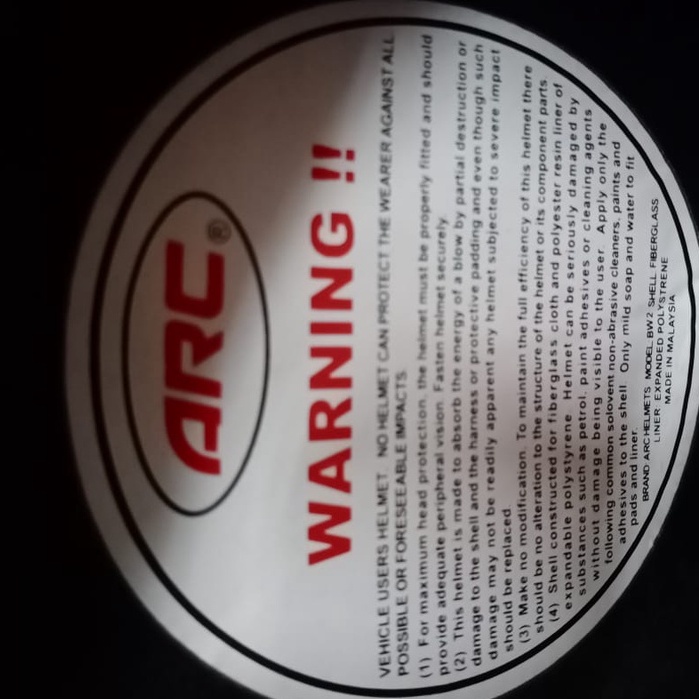 ARC®
WARNING !!
VEHICLE USERS HELMET. NO HELMET CAN PROTECT THE WEARER AGAINST ALL
POSSIBLE OR FORESEEABLE IMPACTS.
(1) For maximum head protection, the helmet must be properly fitted and should
provide adequate peripheral vision. Fasten helmet securely.
(2) This helmet is made to absorb the energy of a blow by partial destruction or
damage to the shell and the harness or protective padding and even though such
damage may not be readily apparent any helmet subjected to severe impact
should be replaced.
(3) Make no modification. To maintain the full efficiency of this helmet there
should be no alteration to the structure of the helmet or its component parts.
(4) Shell constructed for fiberglass cloth and polyester resin liner of
expandable polystyrene. Helmet can be seriously damaged by
substances such as petrol, paint adhesives or cleaning agents
without damage being visible to the user. Apply only the
following common solovent non-abrasive cleaners, paints and
adhesives to the shell. Only mild soap and water to fit
pads and liner.
BRAND: ARC HELMETS MODEL: BW2 SHELL: FIBERGLASS
LINER: EXPANDED POLYSTRENE
MADE IN MALAYSIA